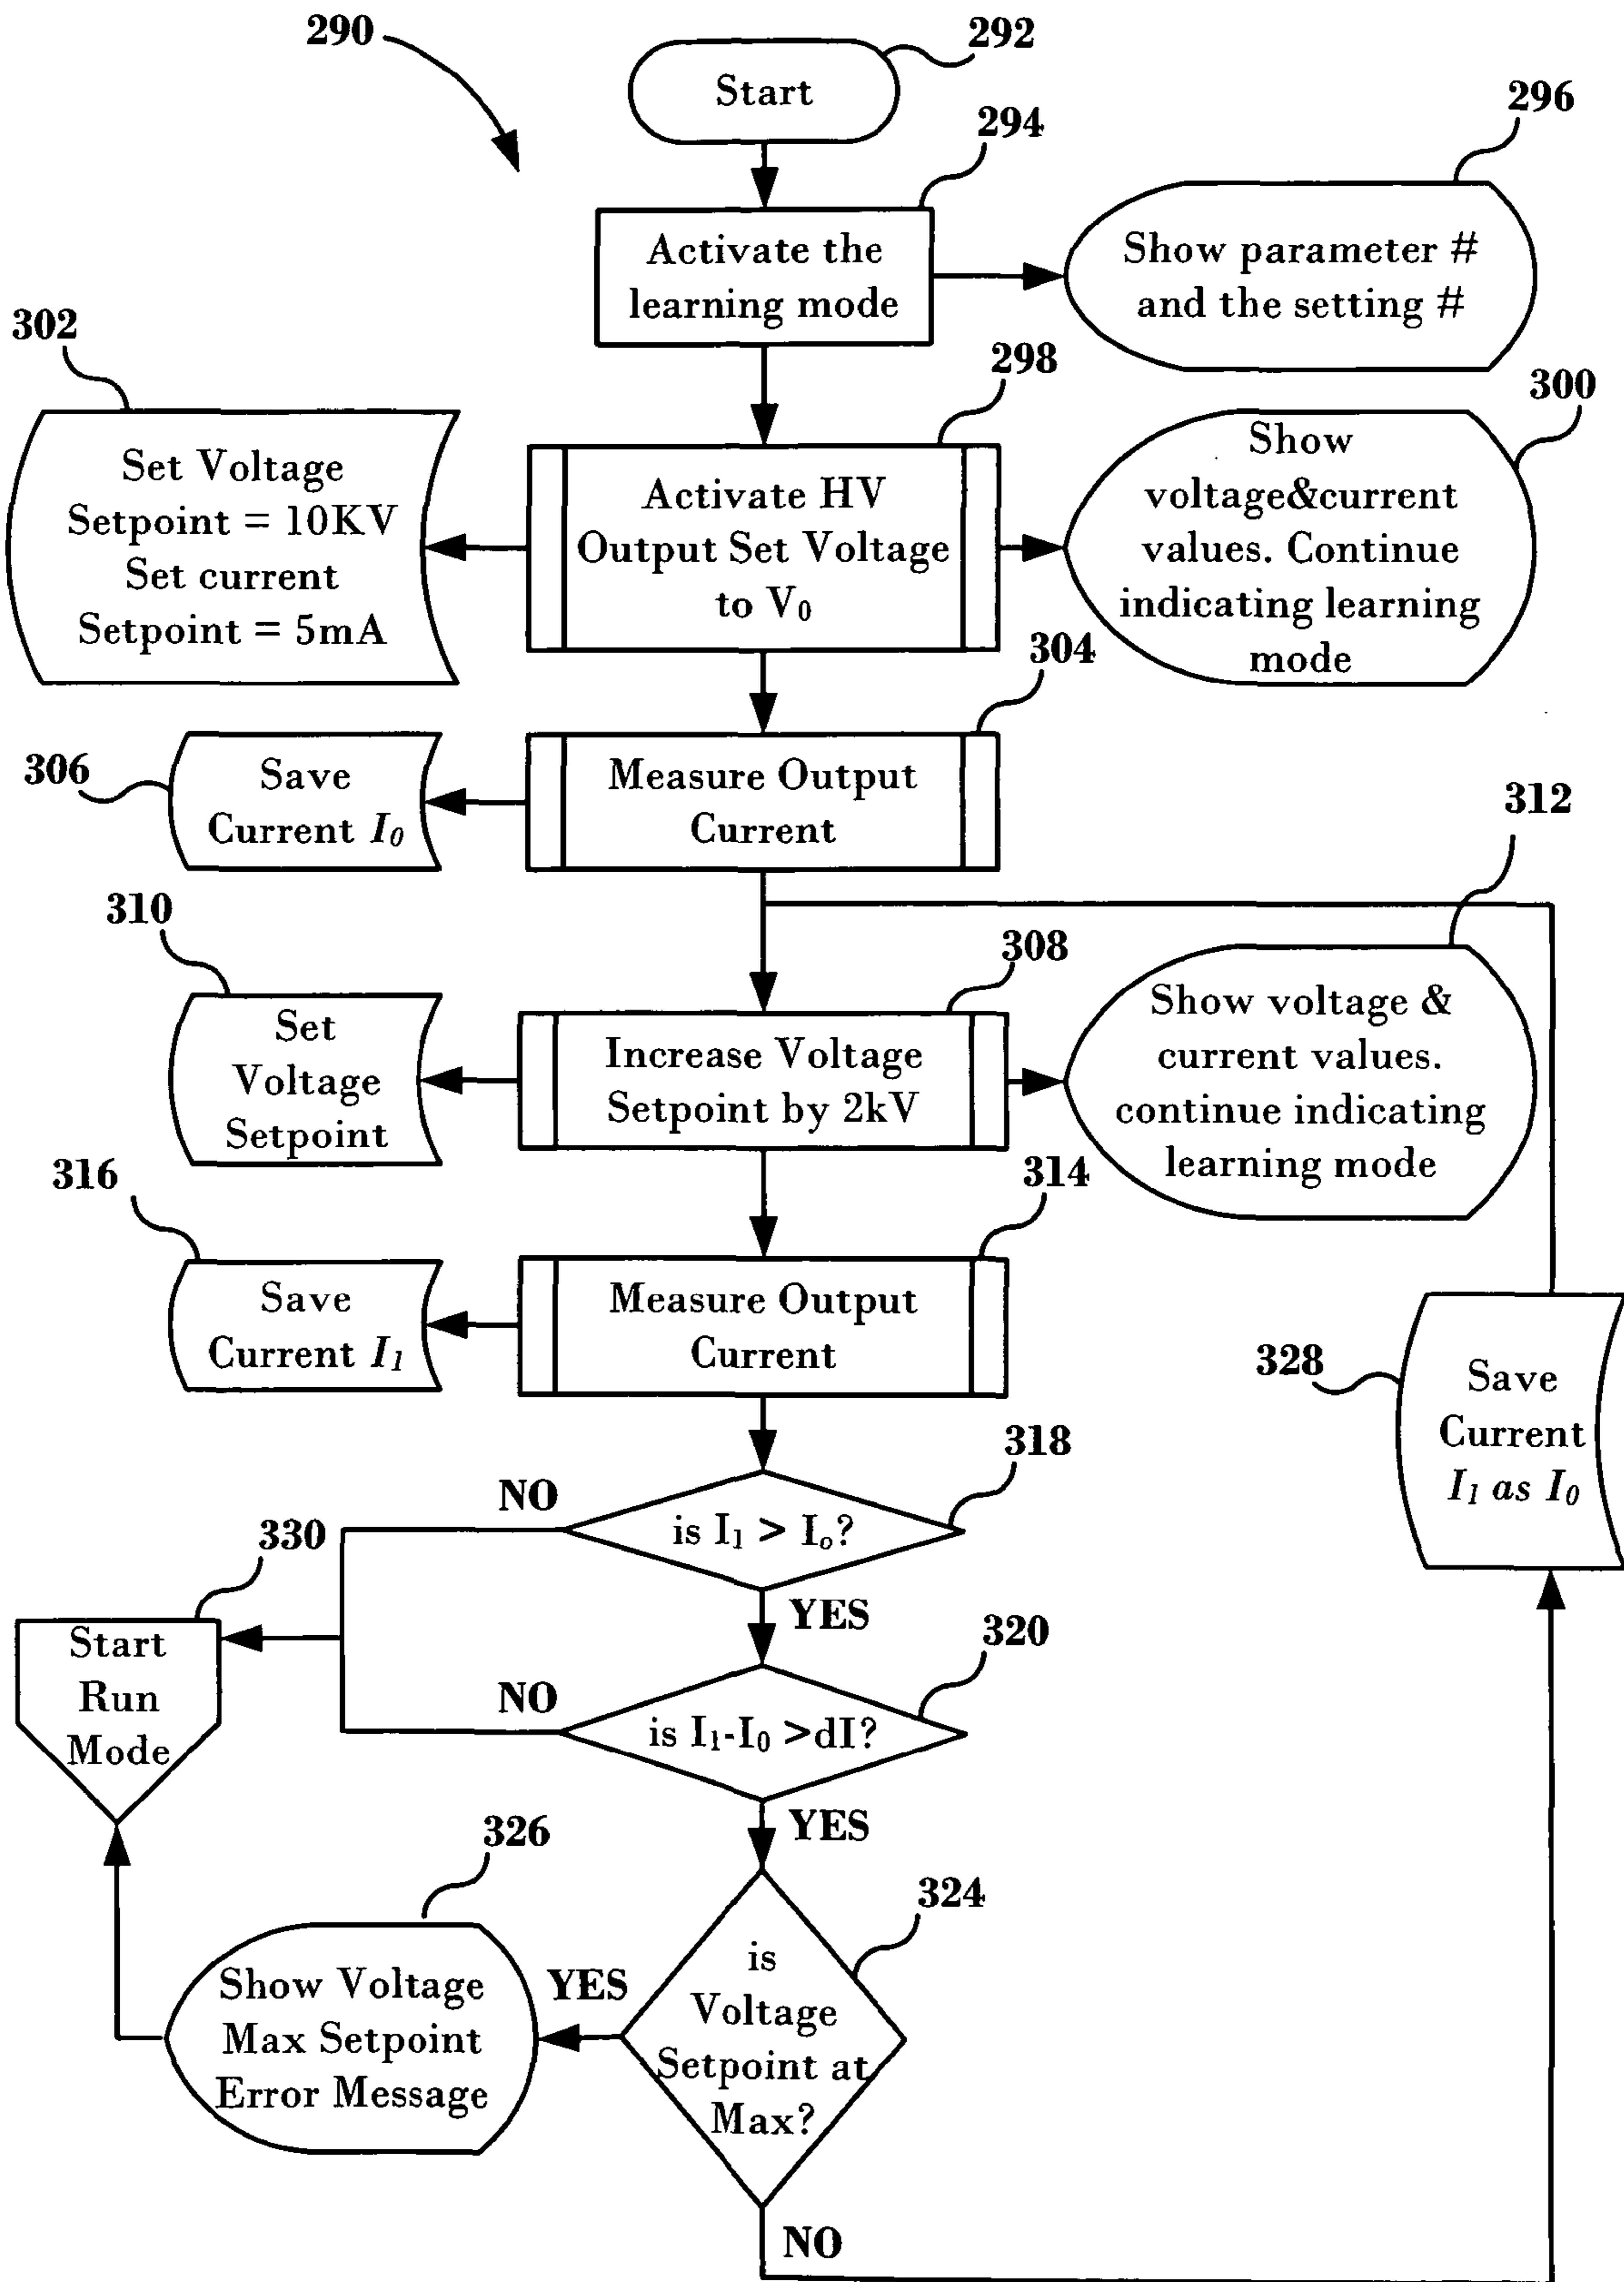 290
292
Start
294
296
Activate the
learning mode
Show parameter #
and the setting #
302
298
300
Set Voltage
Setpoint = 10KV
Set current
Setpoint = 5mA
Activate HV
Output Set Voltage
to V₀
Show
voltage&current
values. Continue
indicating learning
mode
304
306
Save
Current I₀
Measure Output
Current
312
310
308
Set
Voltage
Setpoint
Increase Voltage
Setpoint by 2kV
Show voltage &
current values.
continue indicating
learning mode
316
314
Save
Current I₁
Measure Output
Current
328
Save
Current
I₁ as I₀
318
NO
is I₁ > Iₒ?
330
YES
Start
Run
Mode
320
NO
is I₁-I₀ >dI?
YES
326
324
Show Voltage
Max Setpoint
Error Message
YES
is
Voltage
Setpoint at
Max?
NO